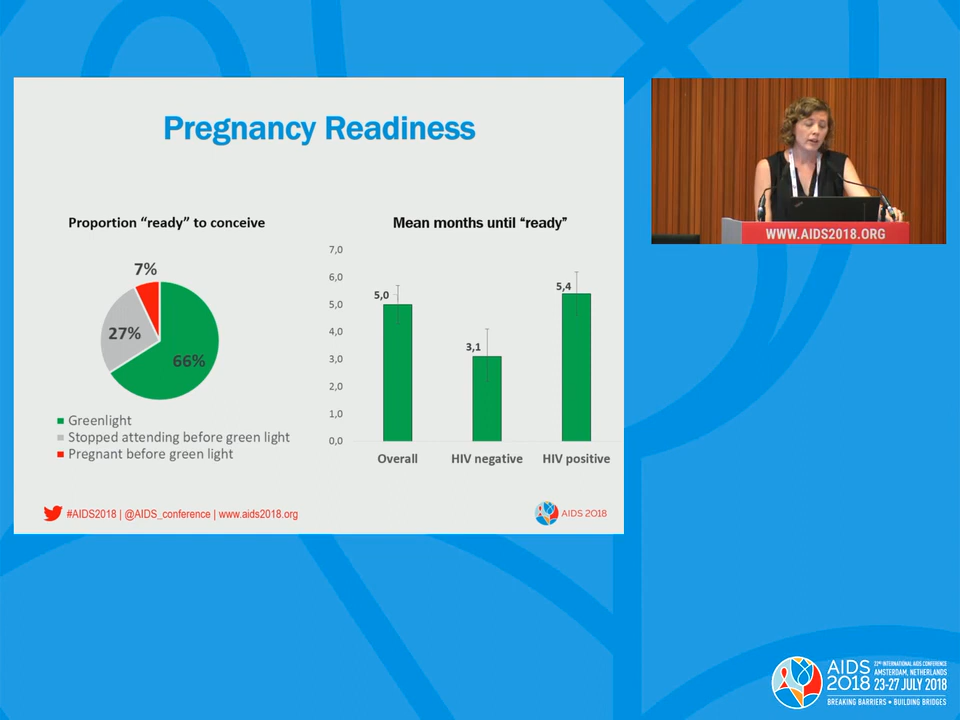 Pregnancy Readiness
Proportion “ready” to conceive
7%
27%
66%
Greenlight
Stopped attending before green light
Pregnant before green light
Mean months until “ready”
7,0
6,0
5,0
4,0
3,0
2,0
1,0
0,0
5,0
3,1
5,4
Overall
HIV negative
HIV positive
#AIDS2018 | @AIDS_conference | www.aids2018.org
AIDS 2018
WWW.AIDS2018.ORG
AIDS
2018
22ND INTERNATIONAL AIDS CONFERENCE
AMSTERDAM, NETHERLANDS
23-27 JULY 2018
BREAKING BARRIERS • BUILDING BRIDGES